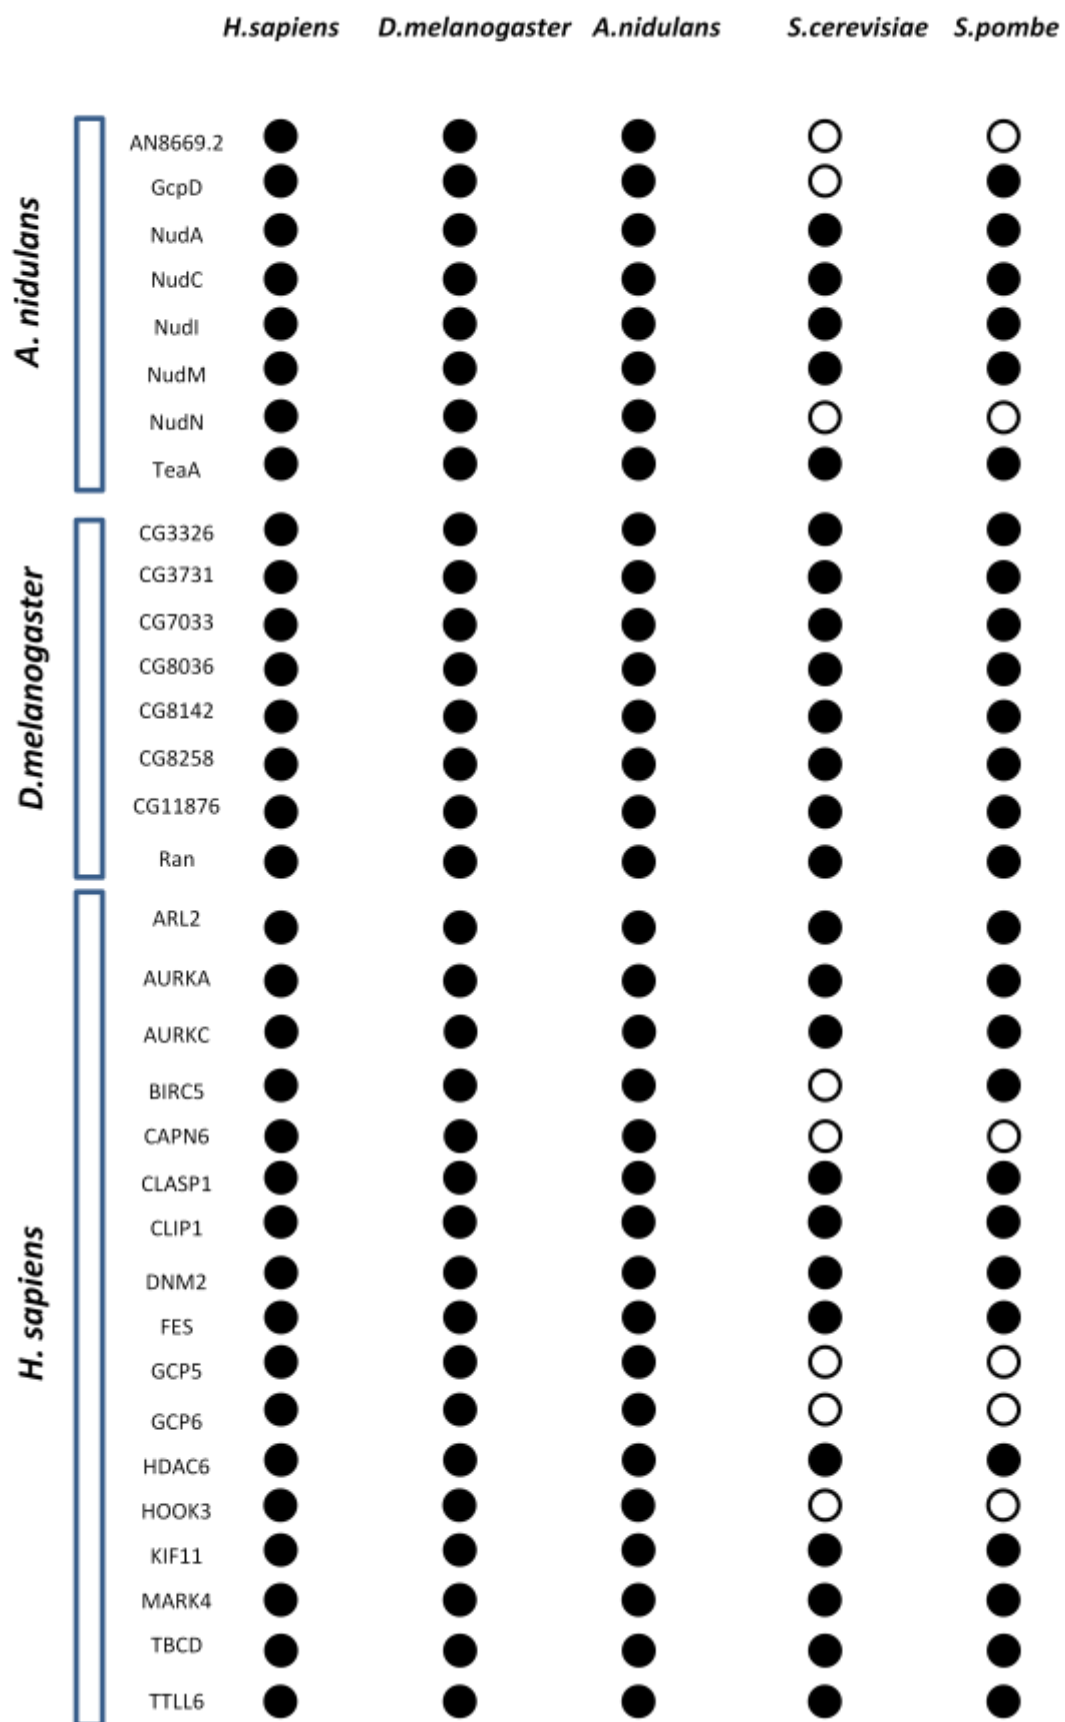 H.sapiens D.melanogaster A.nidulans S.cerevisiae S.pombe
A. nidulans
AN8669.2
GcpD
NudA
NudC
NudI
NudM
NudN
TeaA
D.melanogaster
CG3326
CG3731
CG7033
CG8036
CG8142
CG8258
CG11876
Ran
H. sapiens
ARL2
AURKA
AURKC
BIRC5
CAPN6
CLASP1
CLIP1
DNM2
FES
GCP5
GCP6
HDAC6
HOOK3
KIF11
MARK4
TBCD
TTLL6